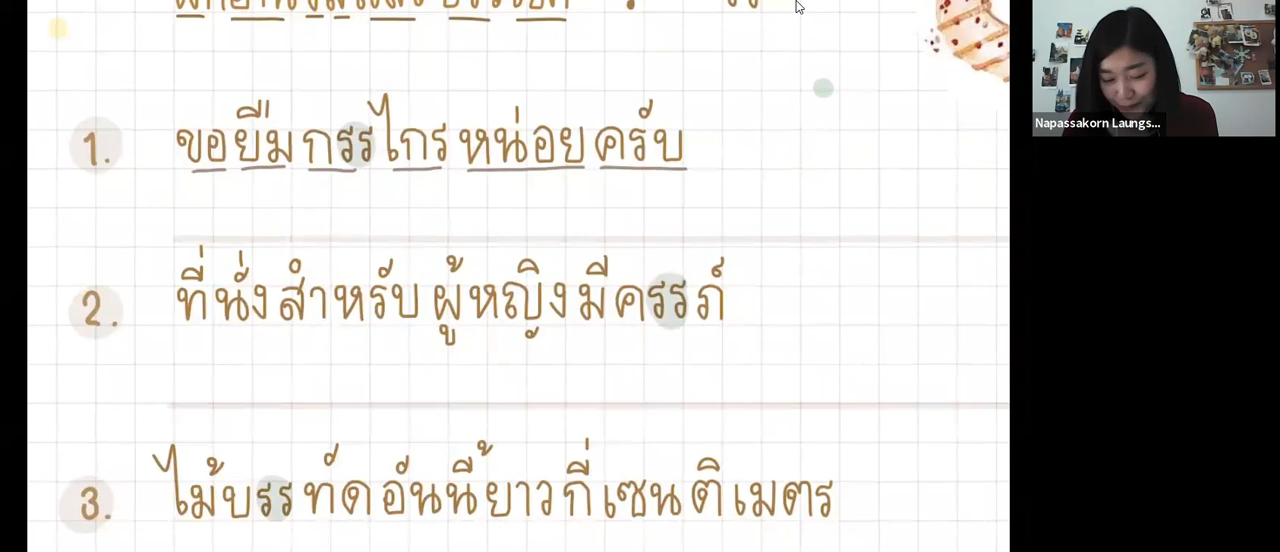 1. ขอยืมกรรไกรหน่อยครับ
2. ที่นั่งสำหรับผู้หญิงมีครรภ์
3. ไม้บรรทัดอันนี้ยาวกี่เซนติเมตร
Napassakorn Laungs...